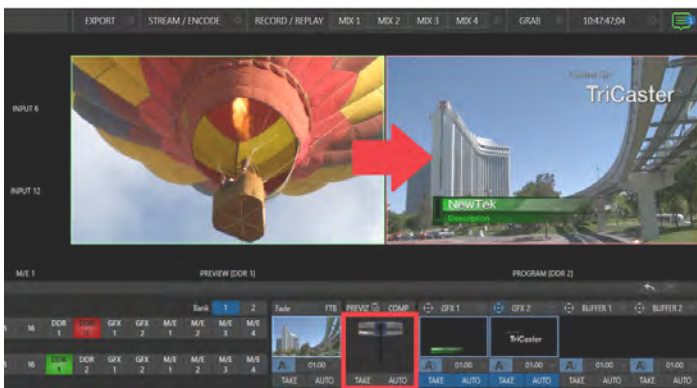 EXPORT STREAM / ENCODE RECORD / REPLAY MIX 1 MIX 2 MIX 3 MIX 4 GRAB 10:47:47;04 1
INPUT 6
TriCaster
INPUT 12
NewTek
Description
M/E 1 PREVIEW [DDR 1] PROGRAM [DDR 2]
Bank 1 2 Fade FTB PREVIZ COMP GFX 1 GFX 2 BUFFER 1 BUFFER 2
16 DDR 1 GFX 1 GFX 2 M/E 1 M/E 2 M/E 3 M/E 4
TriCaster
A 01:00 A 01:00 A 01:00 A 01:00 A 01:00
16 DDR 1 DDR 2 GFX 1 GFX 2 M/E 1 M/E 2 M/E 3 M/E 4
TAKE AUTO TAKE AUTO TAKE AUTO TAKE AUTO TAKE AUTO TAKE AUTO